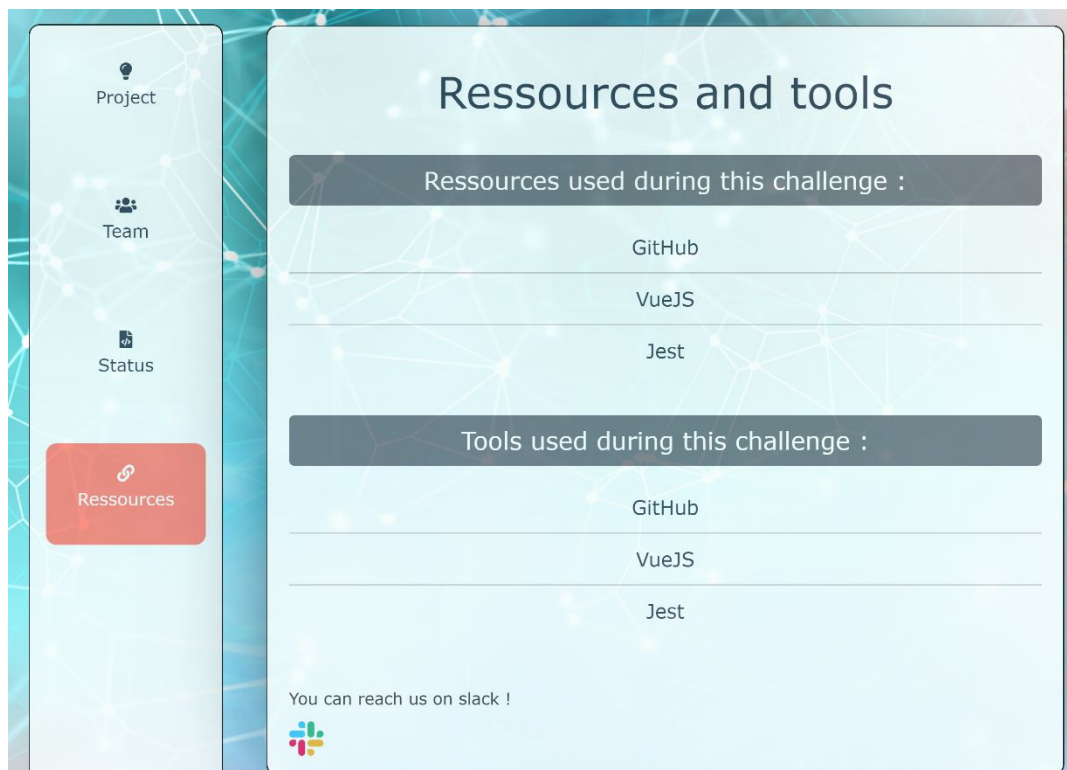 Project
Team
Status
Ressources
Ressources and tools
Ressources used during this challenge :
GitHub
VueJS
Jest
Tools used during this challenge :
GitHub
VueJS
Jest
You can reach us on slack !